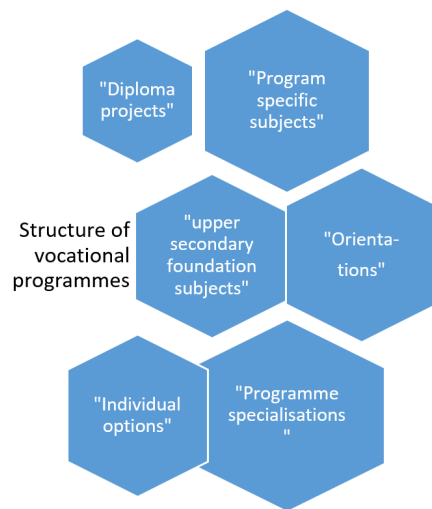 "Diploma
projects"
"Program
specific
subjects"
Structure of
vocational
programmes
"upper
secondary
foundation
subjects"
"Orienta-
tions"
"Individual
options"
"Programme
specialisations
"